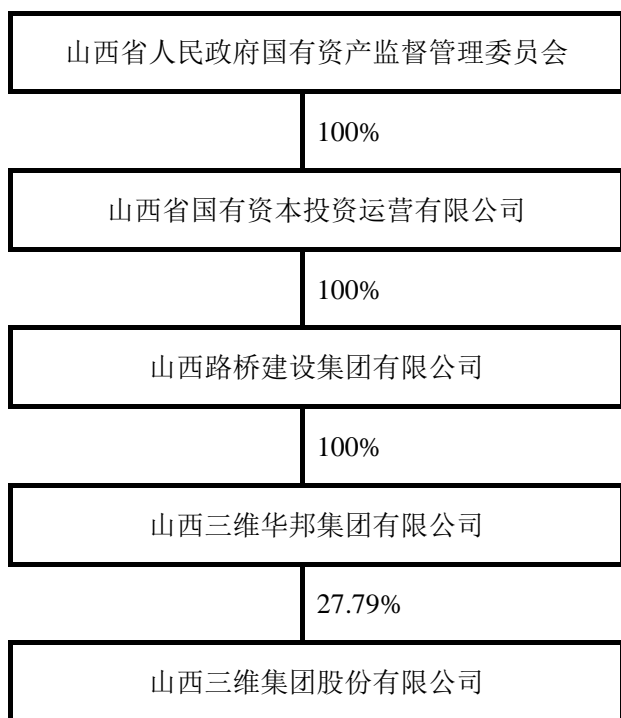 山西省人民政府国有资产监督管理委员会
100%
山西省国有资本投资运营有限公司
100%
山西路桥建设集团有限公司
100%
山西三维华邦集团有限公司
27.79%
山西三维集团股份有限公司